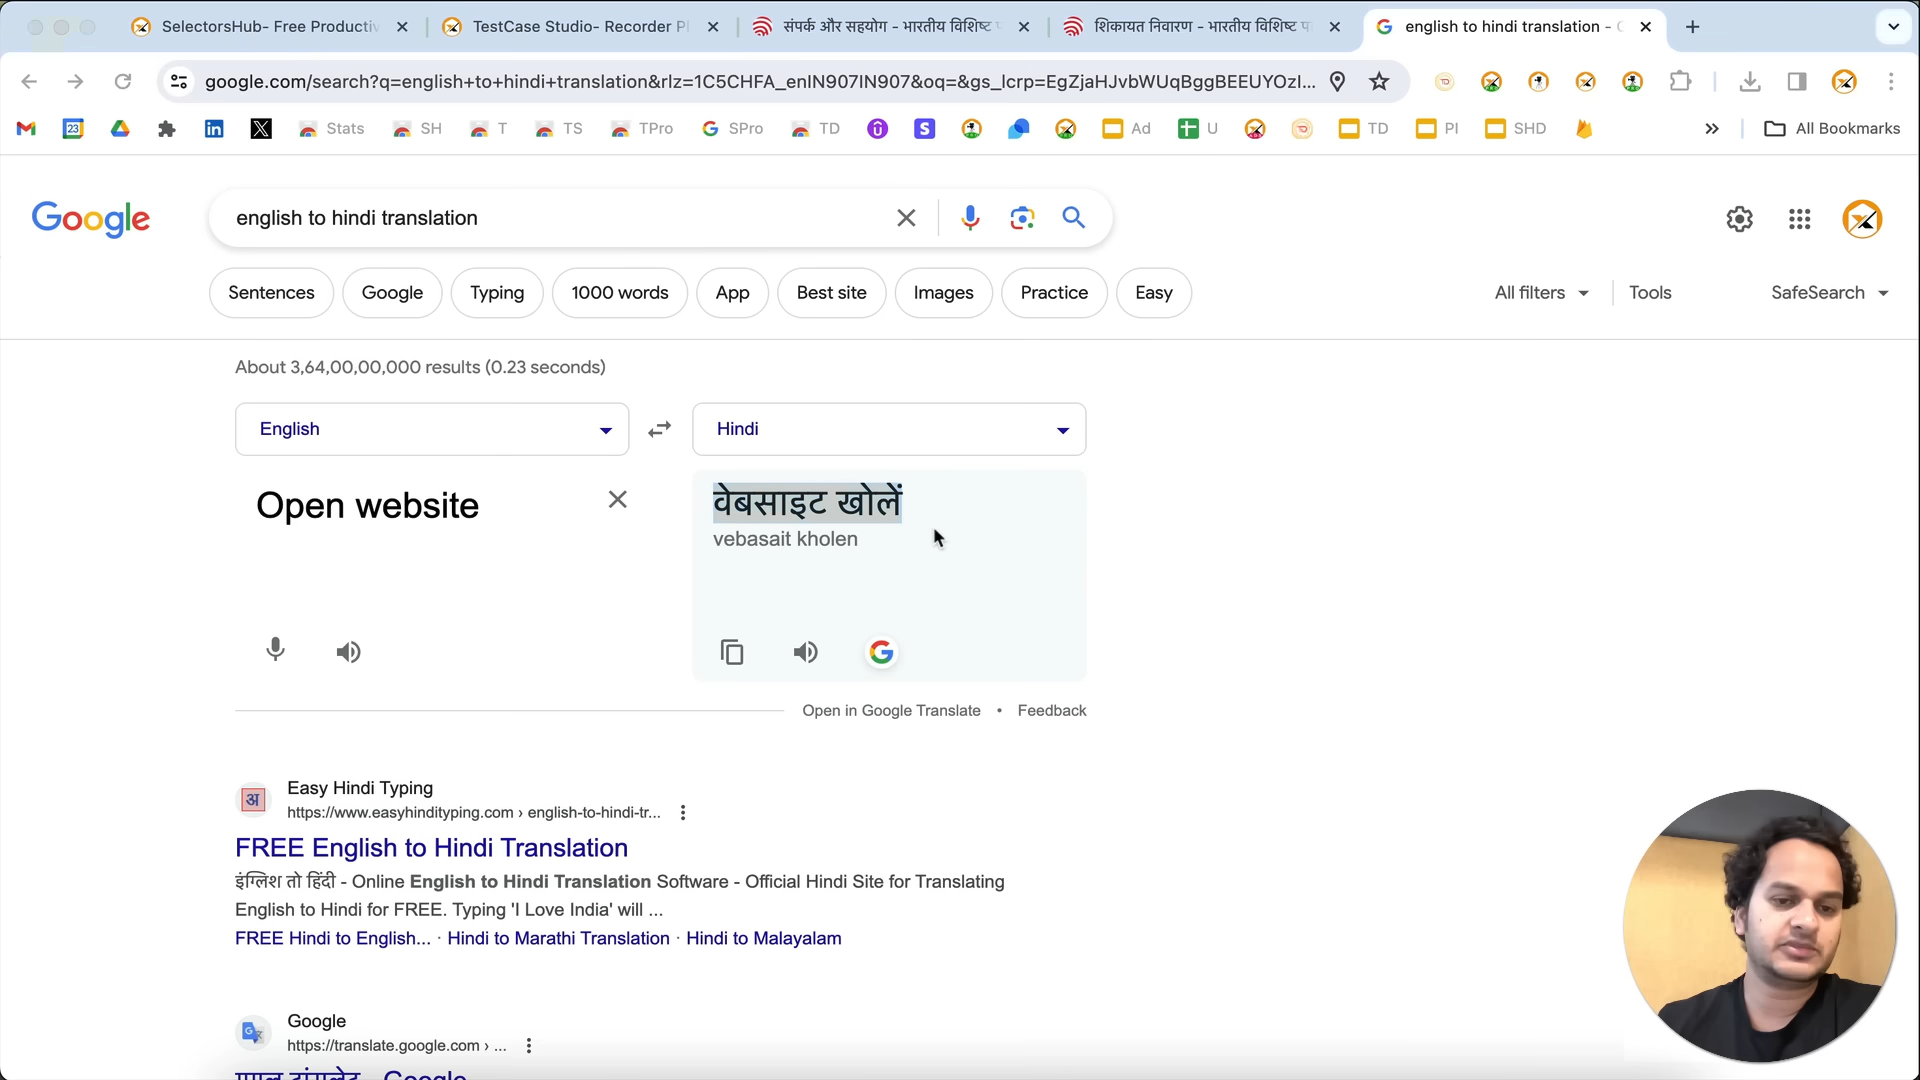 SelectorsHub- Free Productiv
TestCase Studio- Recorder Pl
संपर्क और सहयोग - भारतीय विशिष्ट प
शिकायत निवारण - भारतीय विशिष्ट प
english to hindi translation -
google.com/search?q=english+to+hindi+translation&rlz=1C5CHFA_enIN907IN907&oq=&gs_lcrp=EgZjaHJvbWUqBggBEEUYOzI...
23
Stats
SH
T
TS
TPro
SPro
TD
Ad
U
TD
PI
SHD
All Bookmarks
Google
english to hindi translation
Sentences
Google
Typing
1000 words
App
Best site
Images
Practice
Easy
All filters
Tools
SafeSearch
About 3,64,00,00,000 results (0.23 seconds)
English
Hindi
Open website
वेबसाइट खोलें
vebasait kholen
Open in Google Translate • Feedback
अ
Easy Hindi Typing
https://www.easyhindityping.com › english-to-hindi-tr...
FREE English to Hindi Translation
इंग्लिश तो हिंदी - Online English to Hindi Translation Software - Official Hindi Site for Translating
English to Hindi for FREE. Typing 'I Love India' will ...
FREE Hindi to English... · Hindi to Marathi Translation · Hindi to Malayalam
Google
https://translate.google.com › ...
गूगल ट्रांसलेट - Google